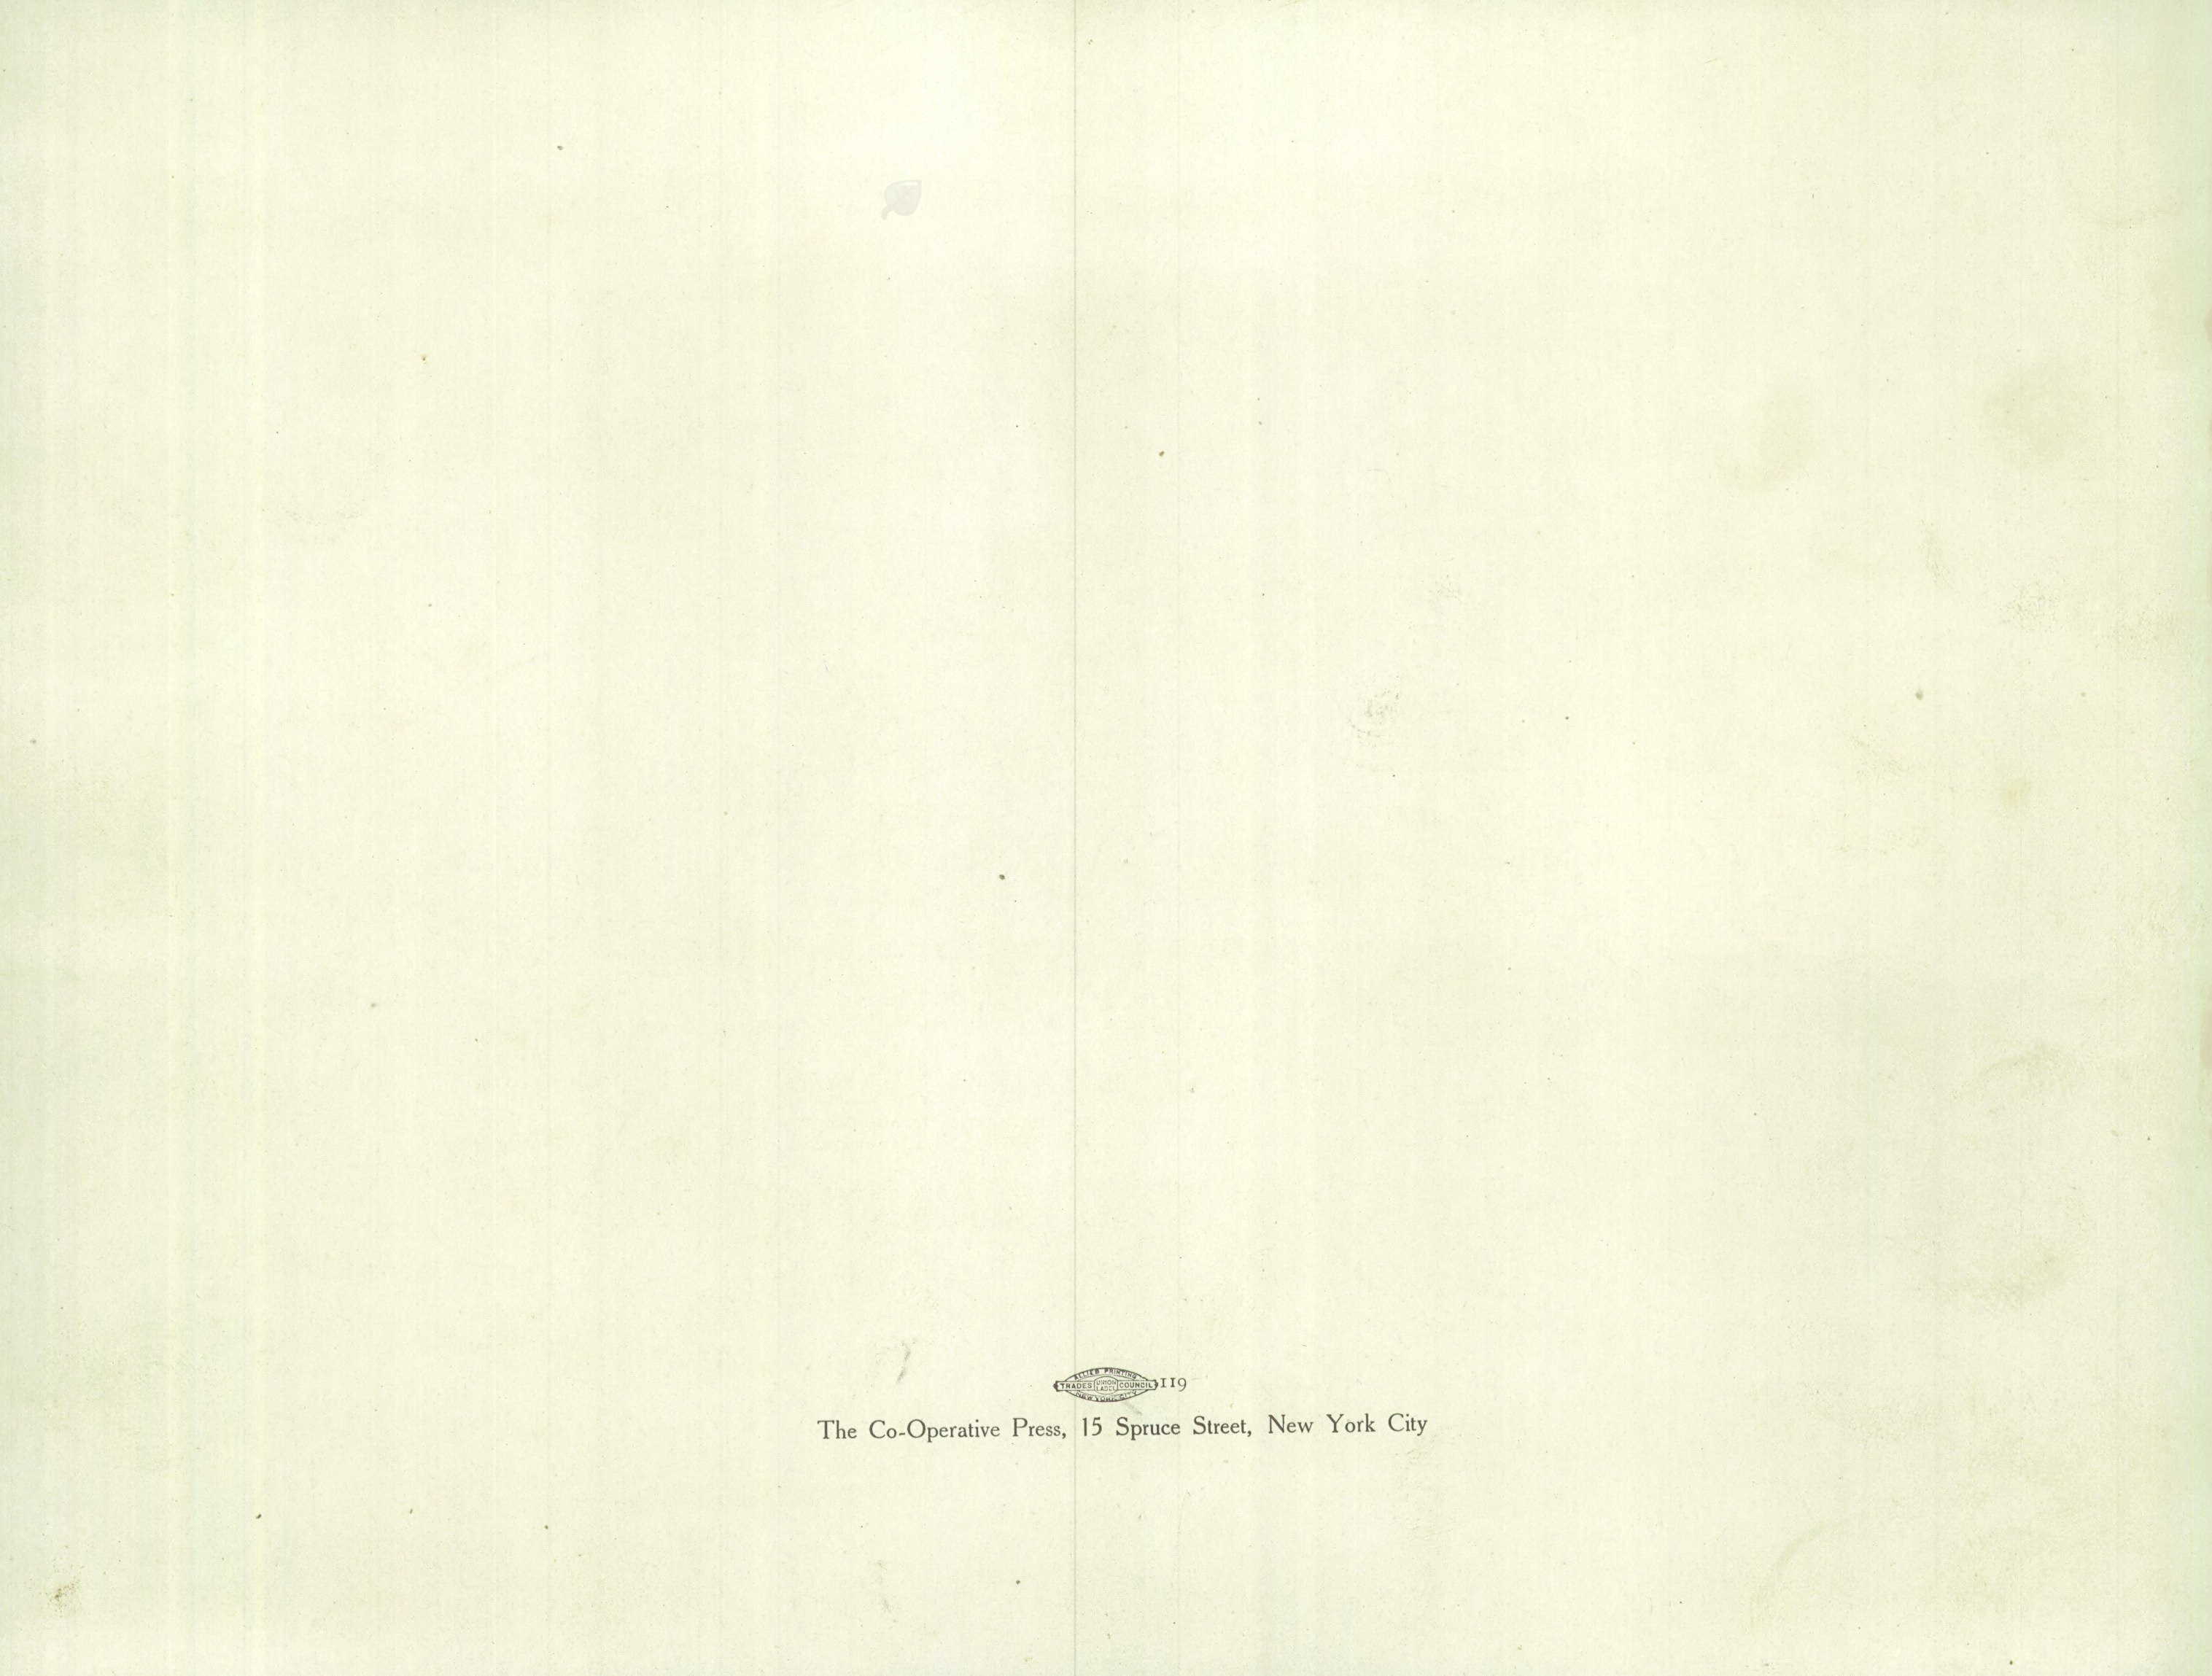 ALLIED PRINTING
TRADES UNION LABEL COUNCIL 119
NEW YORK CITY
The Co-Operative Press, 15 Spruce Street, New York City